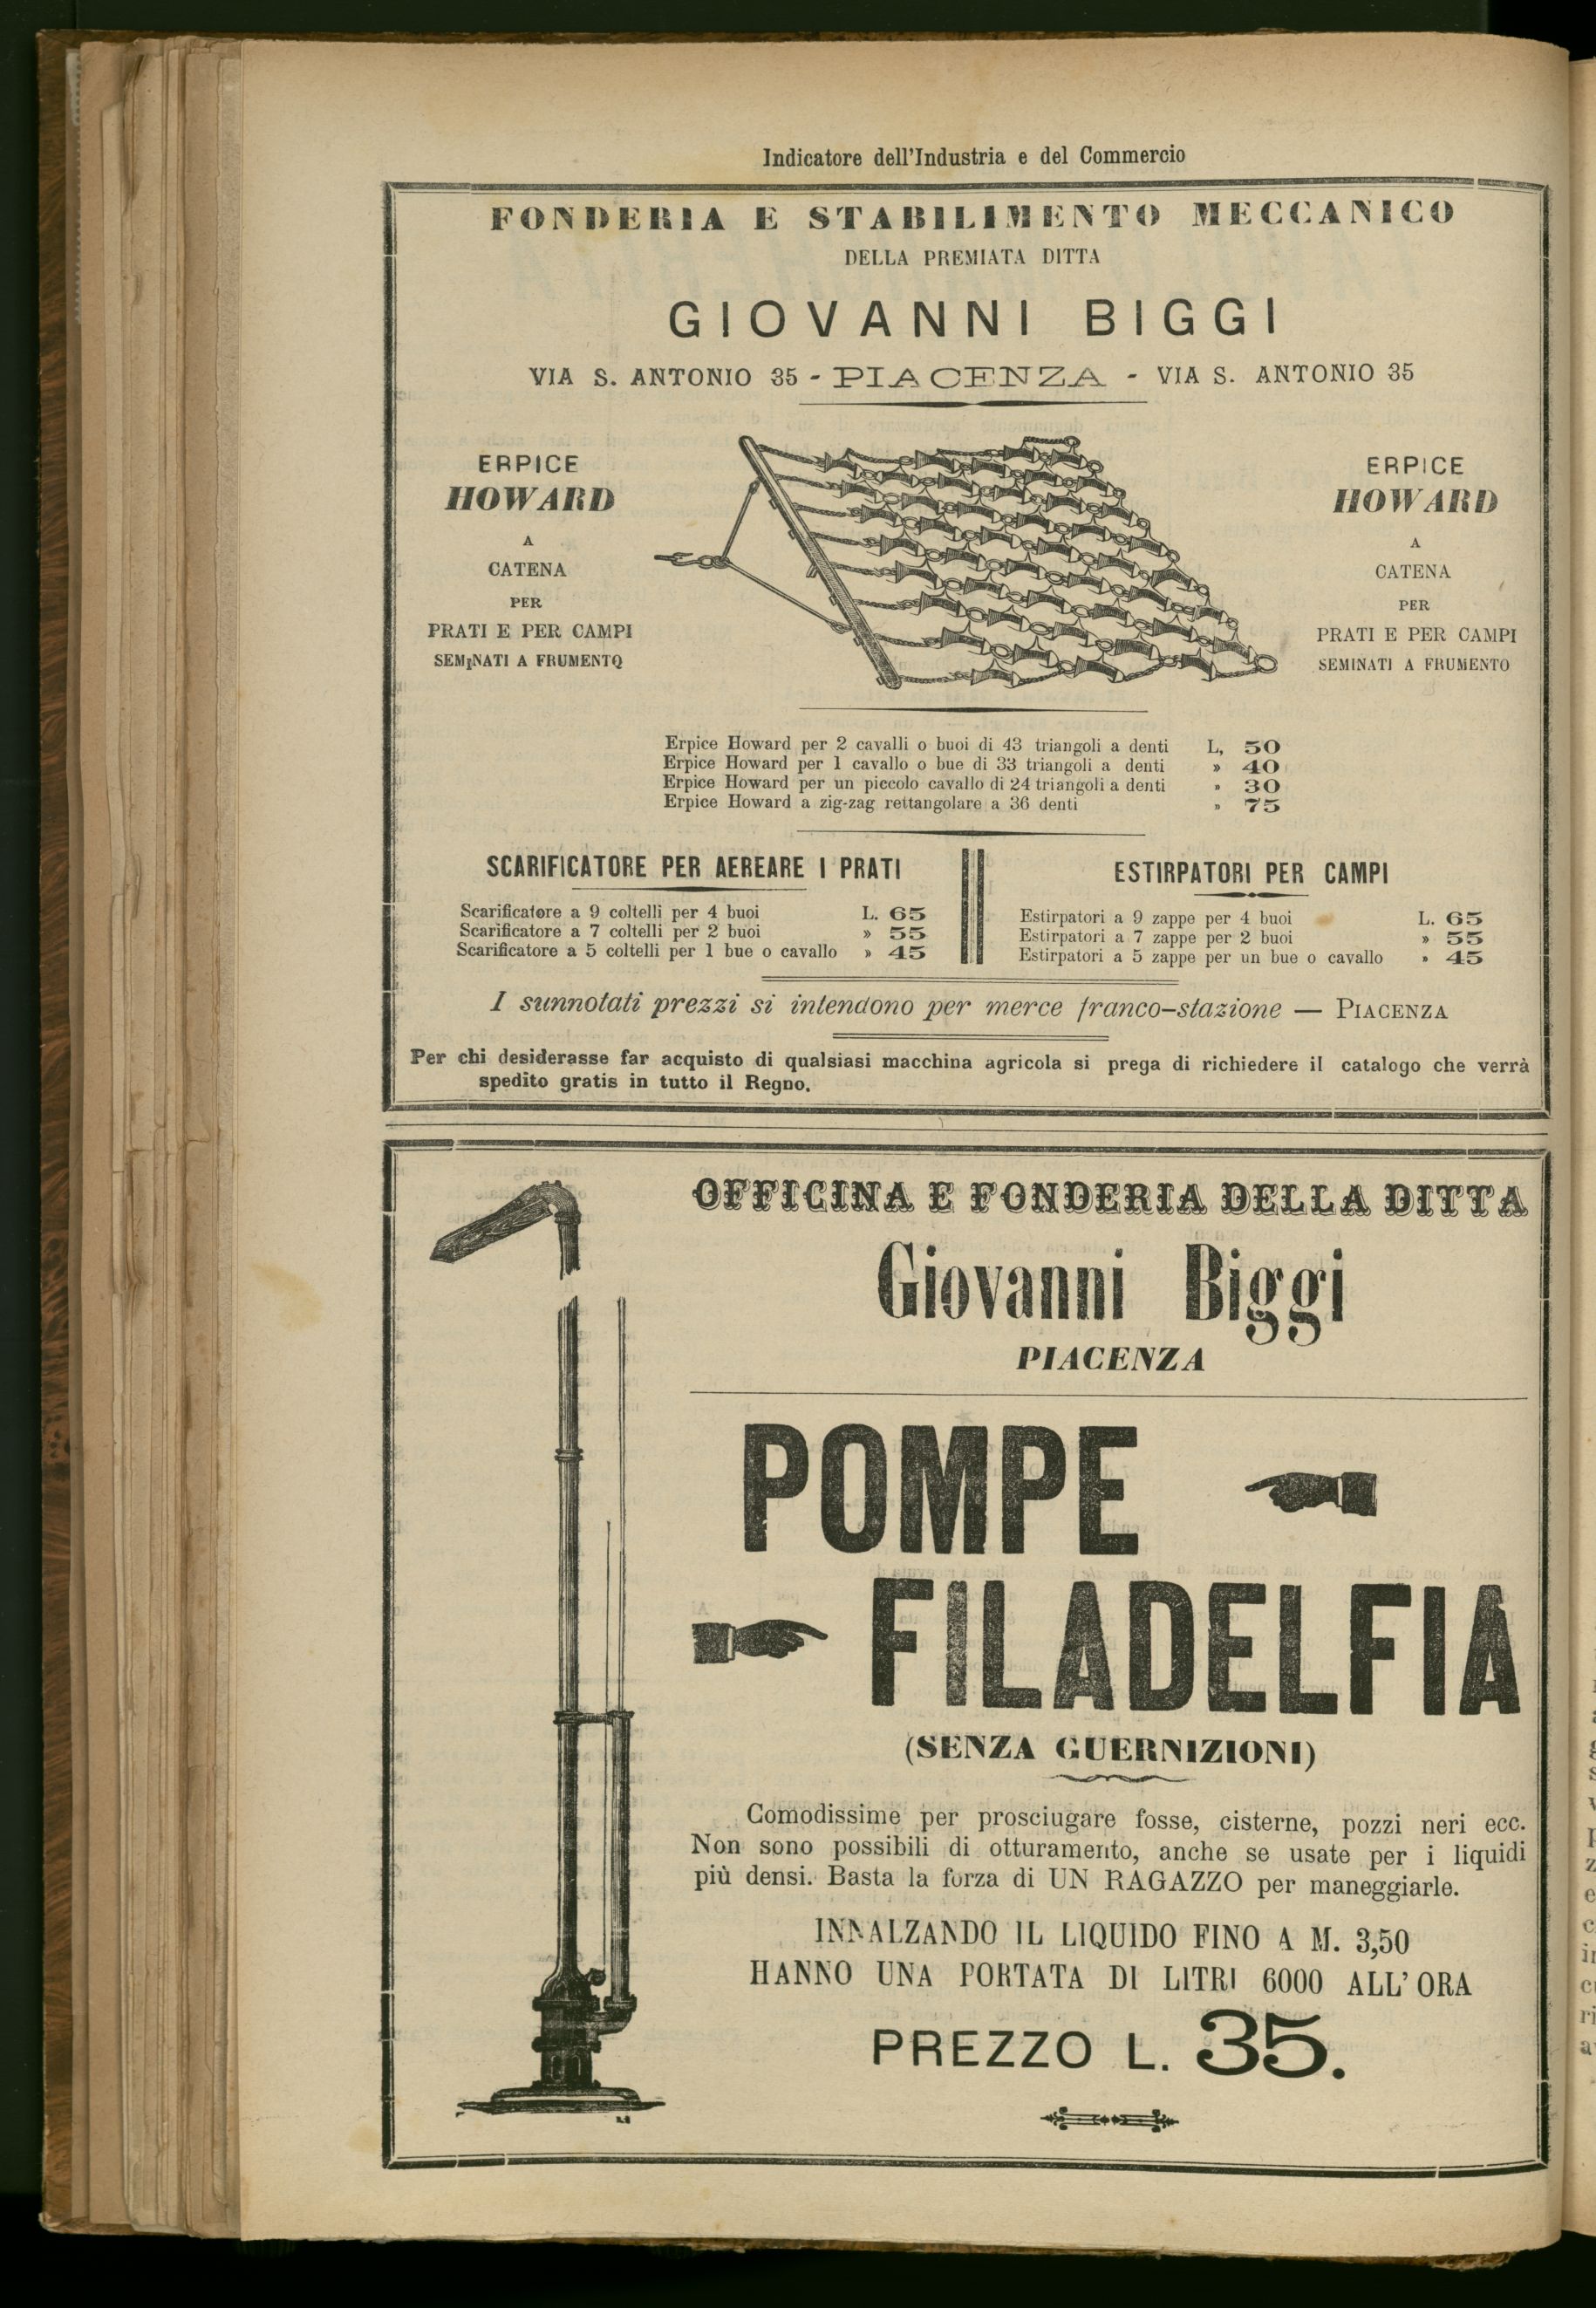 Indicatore dell'Industria e del Commercio
FONDERIA E STABILIMENTO MECCANICO
DELLA PREMIATA DITTA
GIOVANNI BIGGI
VIA S. ANTONIO 35 - PIACENZA - VIA S. ANTONIO 35
ERPICE
HOWARD
A
CATENA
PER
PRATI E PER CAMPI
SEMINATI A FRUMENTO
ERPICE
HOWARD
A
CATENA
PER
PRATI E PER CAMPI
SEMINATI A FRUMENTO
Erpice Howard per 2 cavalli o buoi di 43 triangoli a denti L, 50
Erpice Howard per 1 cavallo o bue di 33 triangoli a denti » 40
Erpice Howard per un piccolo cavallo di 24 triangoli a denti » 30
Erpice Howard a zig-zag rettangolare a 36 denti » 75
SCARIFICATORE PER AEREARE I PRATI
Scarificatore a 9 coltelli per 4 buoi L. 65
Scarificatore a 7 coltelli per 2 buoi » 55
Scarificatore a 5 coltelli per 1 bue o cavallo » 45
ESTIRPATORI PER CAMPI
Estirpatori a 9 zappe per 4 buoi L. 65
Estirpatori a 7 zappe per 2 buoi » 55
Estirpatori a 5 zappe per un bue o cavallo » 45
I sunnotati prezzi si intendono per merce franco-stazione — PIACENZA
Per chi desiderasse far acquisto di qualsiasi macchina agricola si prega di richiedere il catalogo che verrà
spedito gratis in tutto il Regno.
OFFICINA E FONDERIA DELLA DITTA
Giovanni Biggi
PIACENZA
POMPE
FILADELFIA
(SENZA GUERNIZIONI)
Comodissime per prosciugare fosse, cisterne, pozzi neri ecc.
Non sono possibili di otturamento, anche se usate per i liquidi
più densi. Basta la forza di UN RAGAZZO per maneggiarle.
INNALZANDO IL LIQUIDO FINO A M. 3,50
HANNO UNA PORTATA DI LITRI 6000 ALL'ORA
PREZZO L. 35.